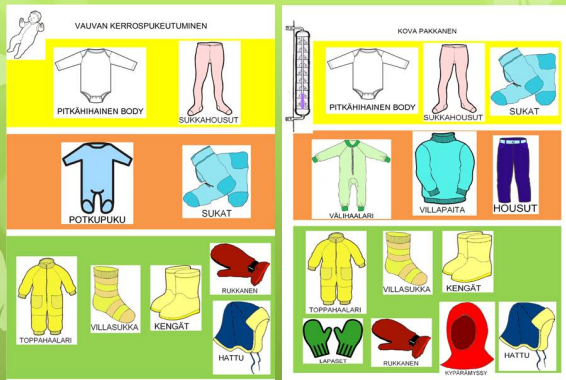 VAUVAN KERROSPUKEUTUMINEN
PITKÄHIHAINEN BODY
SUKKAHOUSUT
POTKUPUKU
SUKAT
RUKKANEN
TOPPAHAALARI
VILLASUKKA
KENGÄT
HATTU
KOVA PAKKANEN
PITKÄHIHAINEN BODY
SUKKAHOUSUT
SUKAT
VÄLIHAALARI
VILLAPAITA
HOUSUT
TOPPAHAALARI
VILLASUKKA
KENGÄT
LAPASET
RUKKANEN
KYPÄRÄMYSSY
HATTU